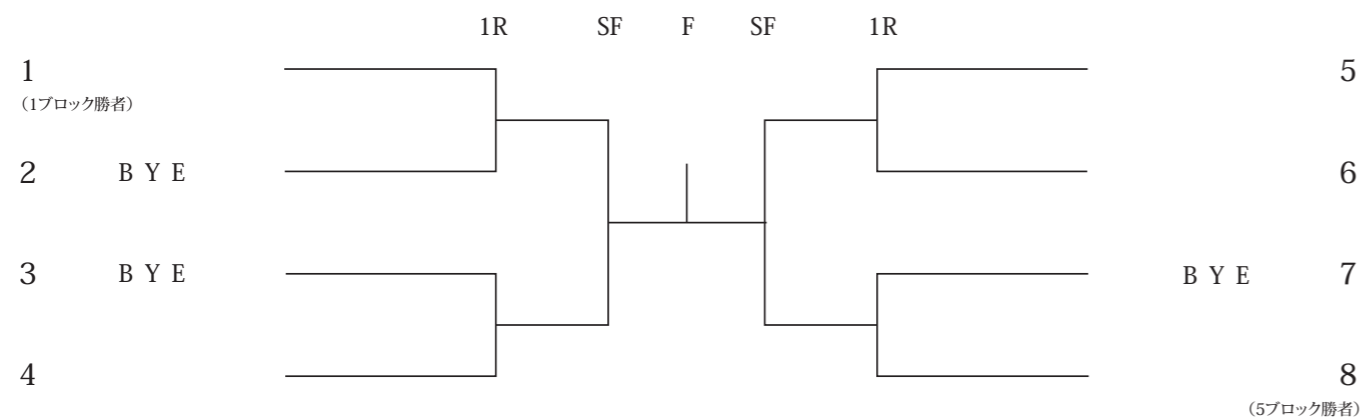 1R SF F SF 1R
1 5
（1ブロック勝者）
2 BYE 6
3 BYE BYE 7
4 8
（5ブロック勝者）